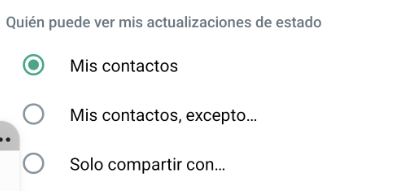 Quién puede ver mis actualizaciones de estado
Mis contactos
Mis contactos, excepto...
Solo compartir con...